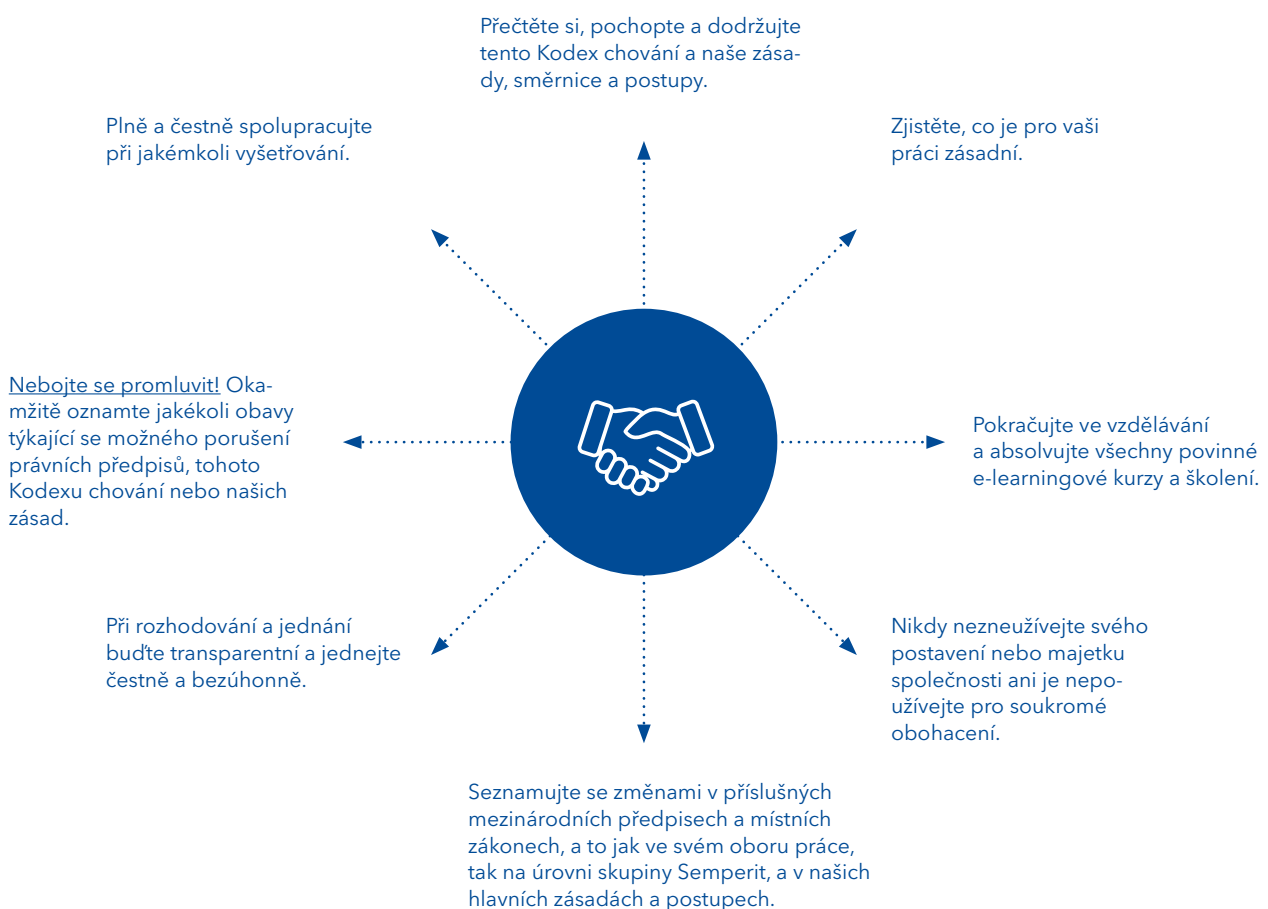 Přečtěte si, pochopte a dodržujte
tento Kodex chování a naše zása-
dy, směrnice a postupy.
Plně a čestně spolupracujte
při jakémkoli vyšetřování.
Zjistěte, co je pro vaši
práci zásadní.
Nebojte se promluvit! Oka-
mžitě oznamte jakékoli obavy
týkající se možného porušení
právních předpisů, tohoto
Kodexu chování nebo našich
zásad.
Pokračujte ve vzdělávání
a absolvujte všechny povinné
e-learningové kurzy a školení.
Při rozhodování a jednání
buďte transparentní a jednejte
čestně a bezúhonně.
Nikdy nezneužívejte svého
postavení nebo majetku
společnosti ani je nepo-
užívejte pro soukromé
obohacení.
Seznamujte se změnami v příslušných
mezinárodních předpisech a místních
zákonech, a to jak ve svém oboru práce,
tak na úrovni skupiny Semperit, a v našich
hlavních zásadách a postupech.